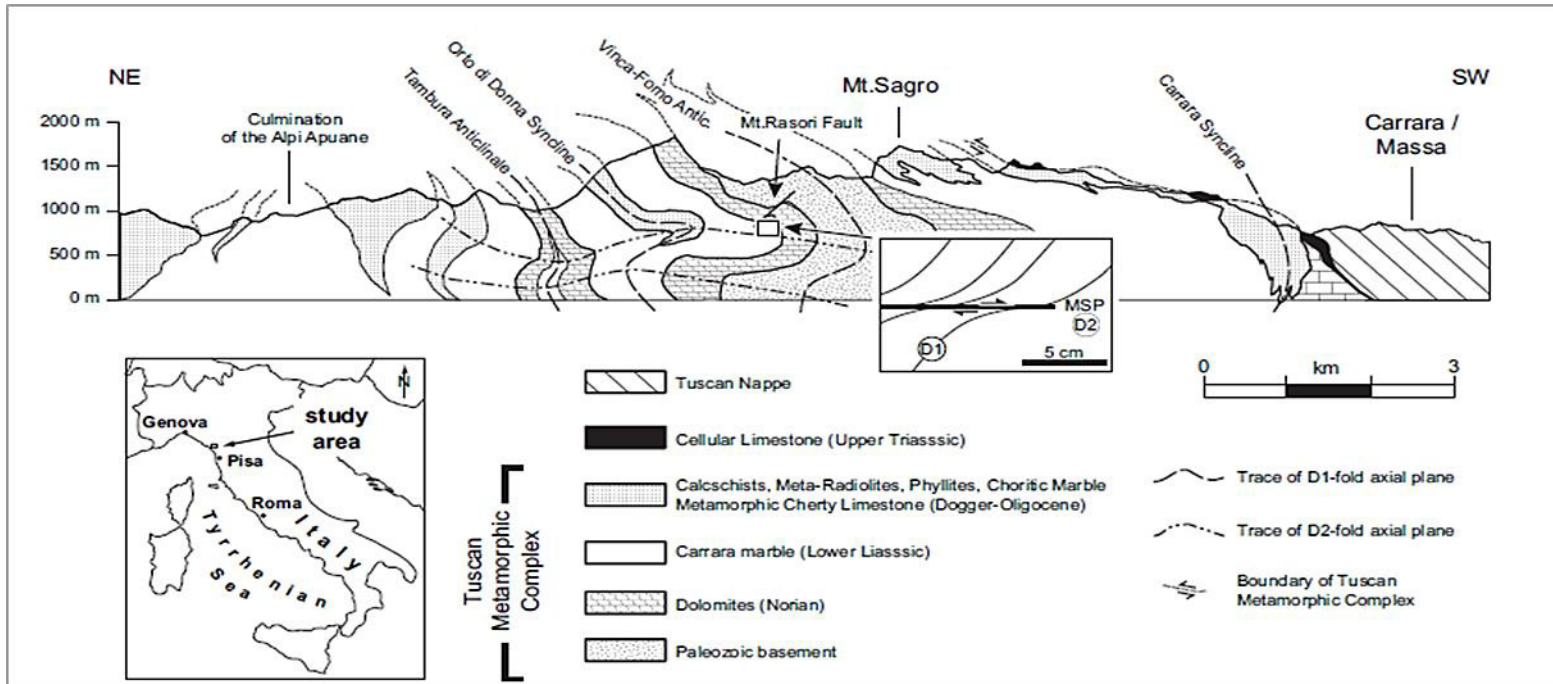 NE
SW
Culmination
of the Alpi Apuane
Tambura Anticlinale
Orto di Donna Syncline
Vinca-Forno Antic.
Mt.Rasori Fault
Mt.Sagro
Carrara Syncline
Carrara /
Massa
2000 m
1500 m
1000 m
500 m
0 m
MSP
D2
D1
5 cm
0
km
3
N
Genova
study
area
Pisa
Roma
Italy
Tyrrhenian
Sea
Tuscan Nappe
Cellular Limestone (Upper Triasssic)
Tuscan
Metamorphic
Complex
Calcschists, Meta-Radiolites, Phyllites, Choritic Marble
Metamorphic Cherty Limestone (Dogger-Oligocene)
Carrara marble (Lower Liasssic)
Dolomites (Norian)
Paleozoic basement
Trace of D1-fold axial plane
Trace of D2-fold axial plane
Boundary of Tuscan
Metamorphic Complex